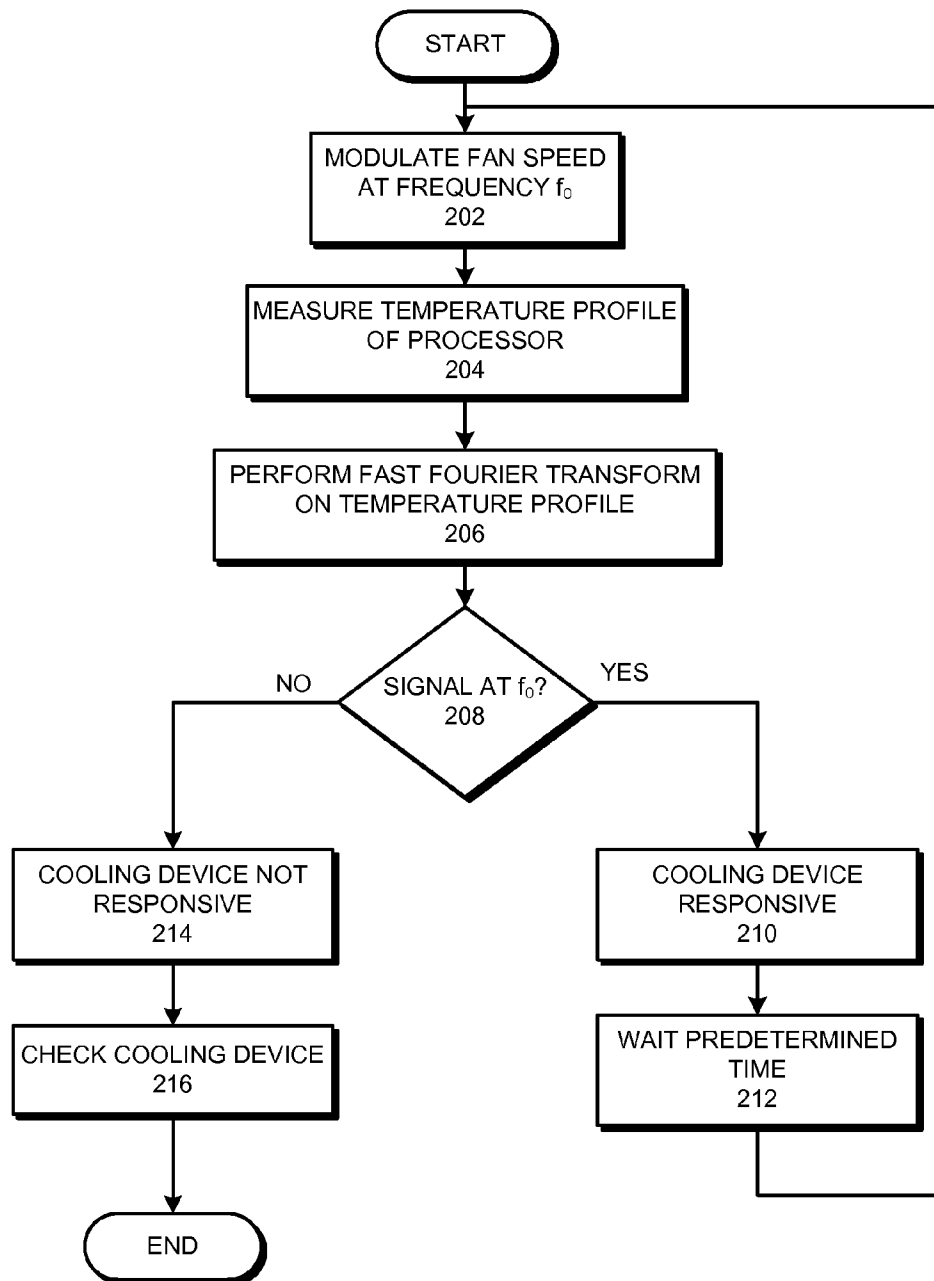 START
MODULATE FAN SPEED
AT FREQUENCY f₀
202
MEASURE TEMPERATURE PROFILE
OF PROCESSOR
204
PERFORM FAST FOURIER TRANSFORM
ON TEMPERATURE PROFILE
206
SIGNAL AT f₀?
208
NO
YES
COOLING DEVICE NOT
RESPONSIVE
214
COOLING DEVICE
RESPONSIVE
210
CHECK COOLING DEVICE
216
WAIT PREDETERMINED
TIME
212
END